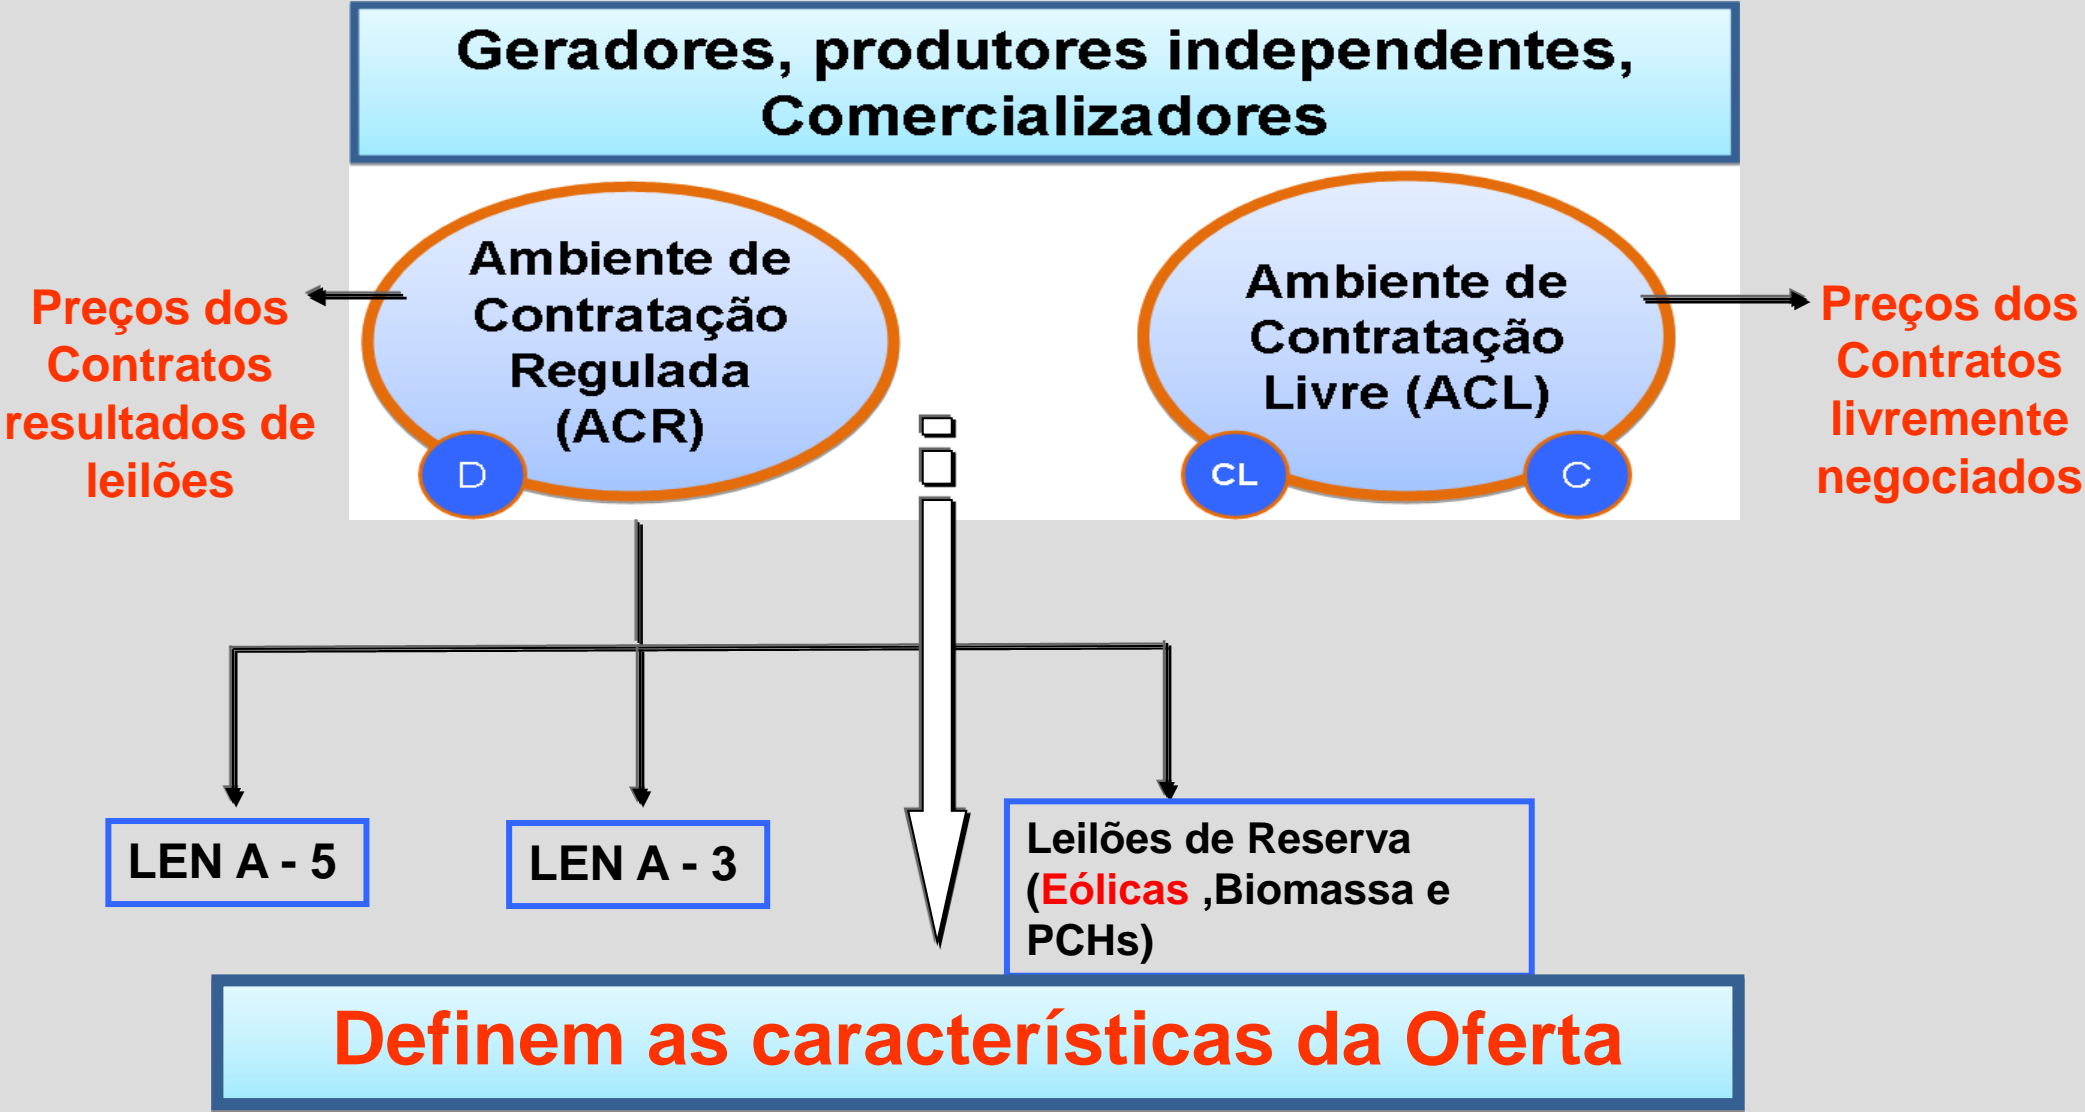 Geradores, produtores independentes,
Comercializadores
Ambiente de
Contratação
Regulada
(ACR)
D
Ambiente de
Contratação
Livre (ACL)
CL
C
Preços dos
Contratos
resultados de
leilões
Preços dos
Contratos
livremente
negociados
LEN A - 5
LEN A - 3
Leilões de Reserva
(Eólicas ,Biomassa e
PCHs)
Definem as características da Oferta